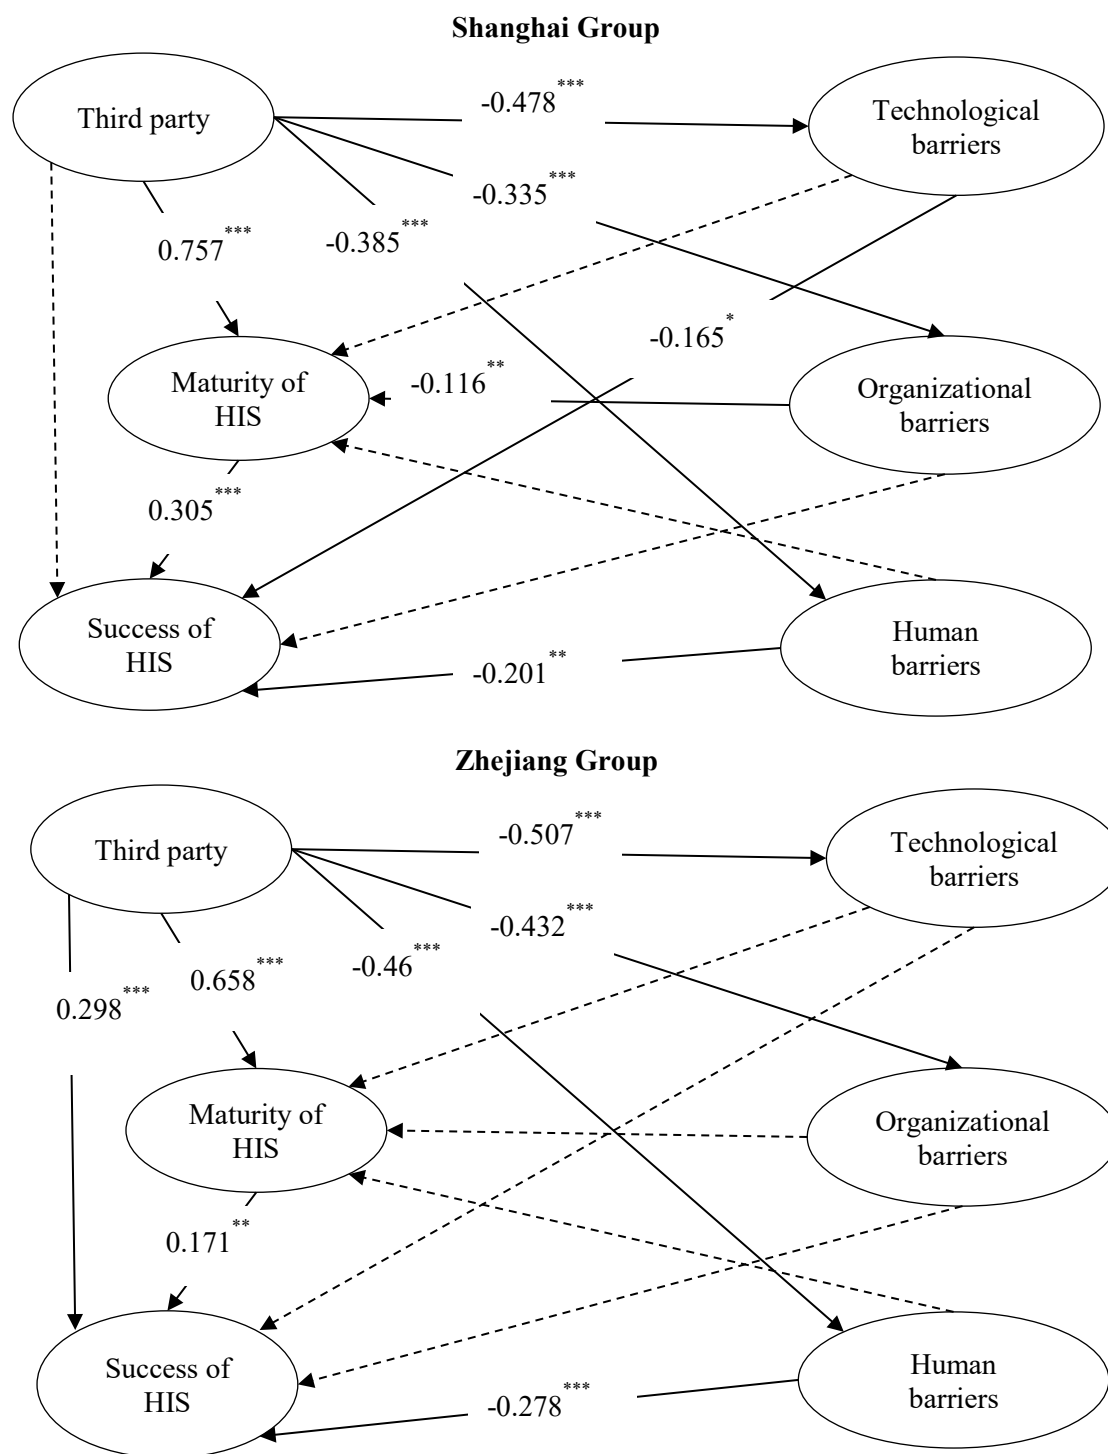 Shanghai Group
Third party
-0.478***
Technological
barriers
-0.335***
0.757***
-0.385***
-0.165*
Maturity of
HIS
-0.116**
Organizational
barriers
0.305***
Success of
HIS
Human
barriers
-0.201**
Zhejiang Group
Third party
-0.507***
Technological
barriers
-0.432***
0.658***
-0.46***
0.298***
Maturity of
HIS
Organizational
barriers
0.171**
Success of
HIS
Human
barriers
-0.278***